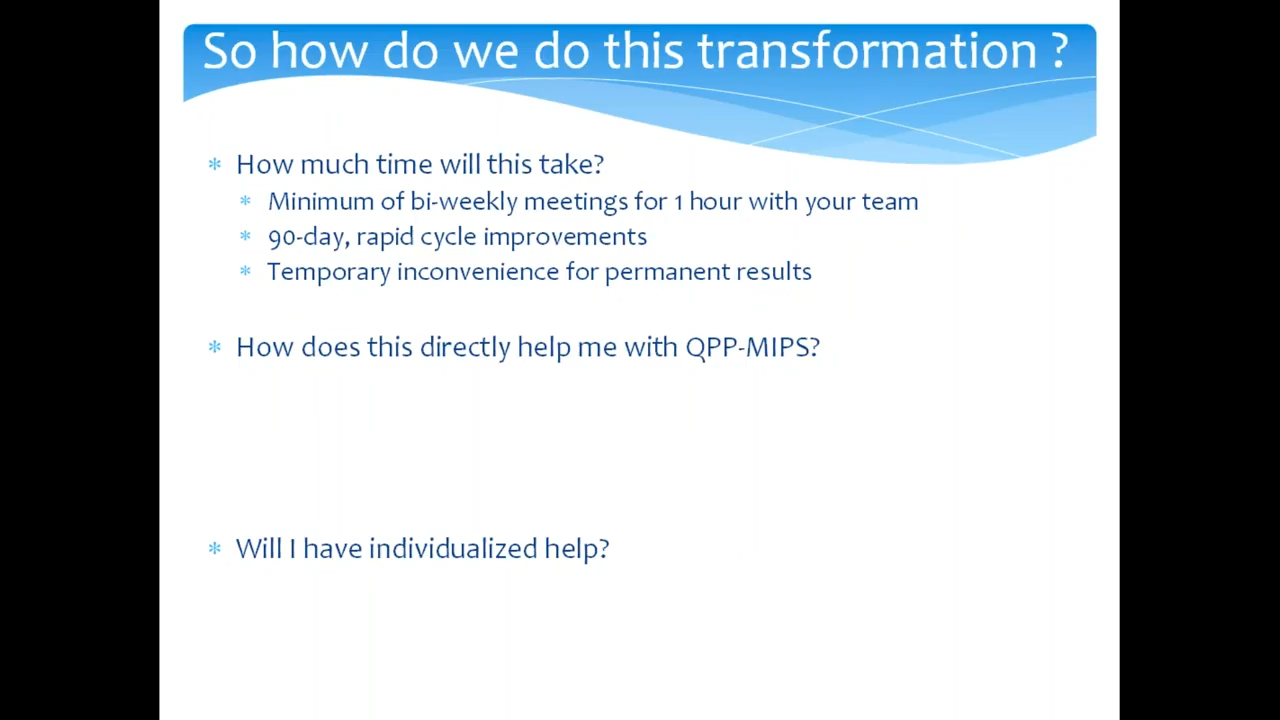 So how do we do this transformation ?
* How much time will this take?
* Minimum of bi-weekly meetings for 1 hour with your team
* 90-day, rapid cycle improvements
* Temporary inconvenience for permanent results
* How does this directly help me with QPP-MIPS?
* Will I have individualized help?